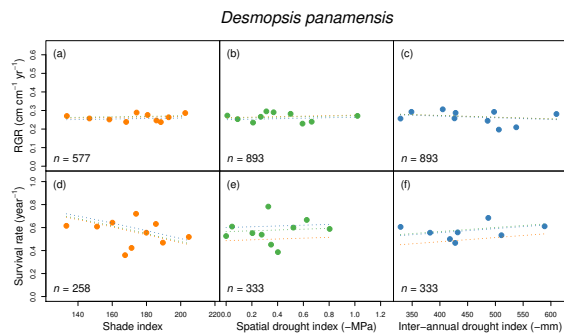 Desmopsis panamensis
(a) (b) (c)
RGR (cm cm⁻¹ yr⁻¹)
0.0 0.1 0.2 0.3 0.4 0.5 0.6
n = 577 n = 893 n = 893
(d) (e) (f)
Survival rate (year⁻¹)
0.0 0.2 0.4 0.6 0.8 1.0
n = 258 n = 333 n = 333
140 160 180 200 220 0.0 0.2 0.4 0.6 0.8 1.0 1.2 350 400 450 500 550 600
Shade index Spatial drought index (−MPa) Inter−annual drought index (−mm)